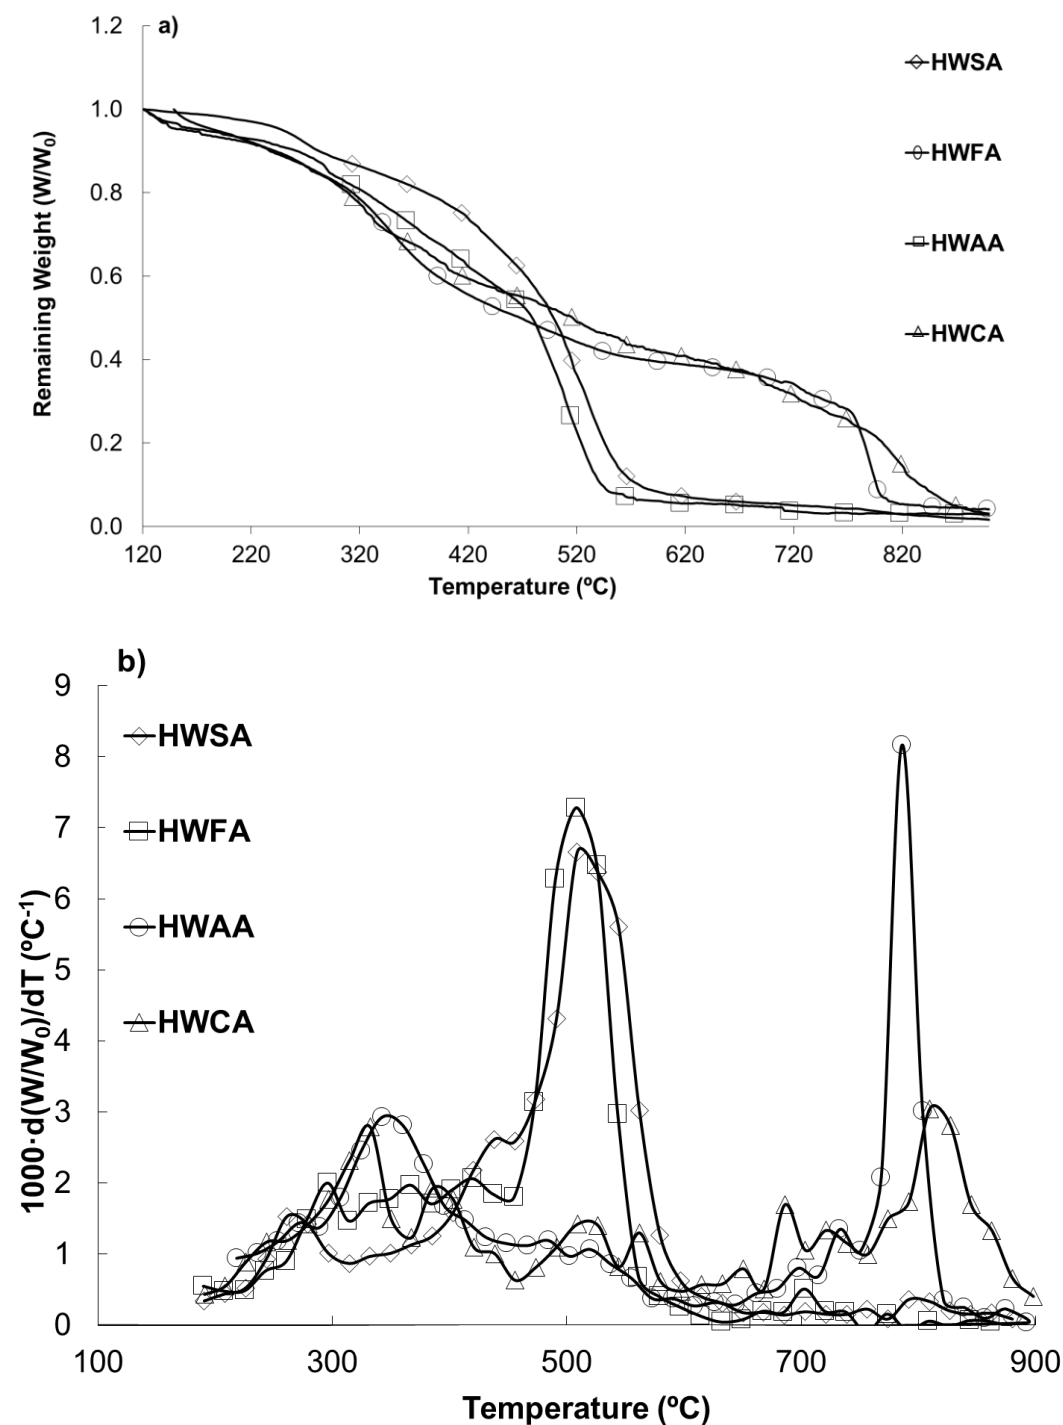 a)
1.2
1.0
0.8
0.6
0.4
0.2
0.0
Remaining Weight (W/W₀)
120 220 320 420 520 620 720 820
Temperature (ºC)
HWSA
HWFA
HWAA
HWCA
b)
9
8
7
6
5
4
3
2
1
0
1000·d(W/W₀)/dT (ºC⁻¹)
HWSA
HWFA
HWAA
HWCA
100 300 500 700 900
Temperature (ºC)